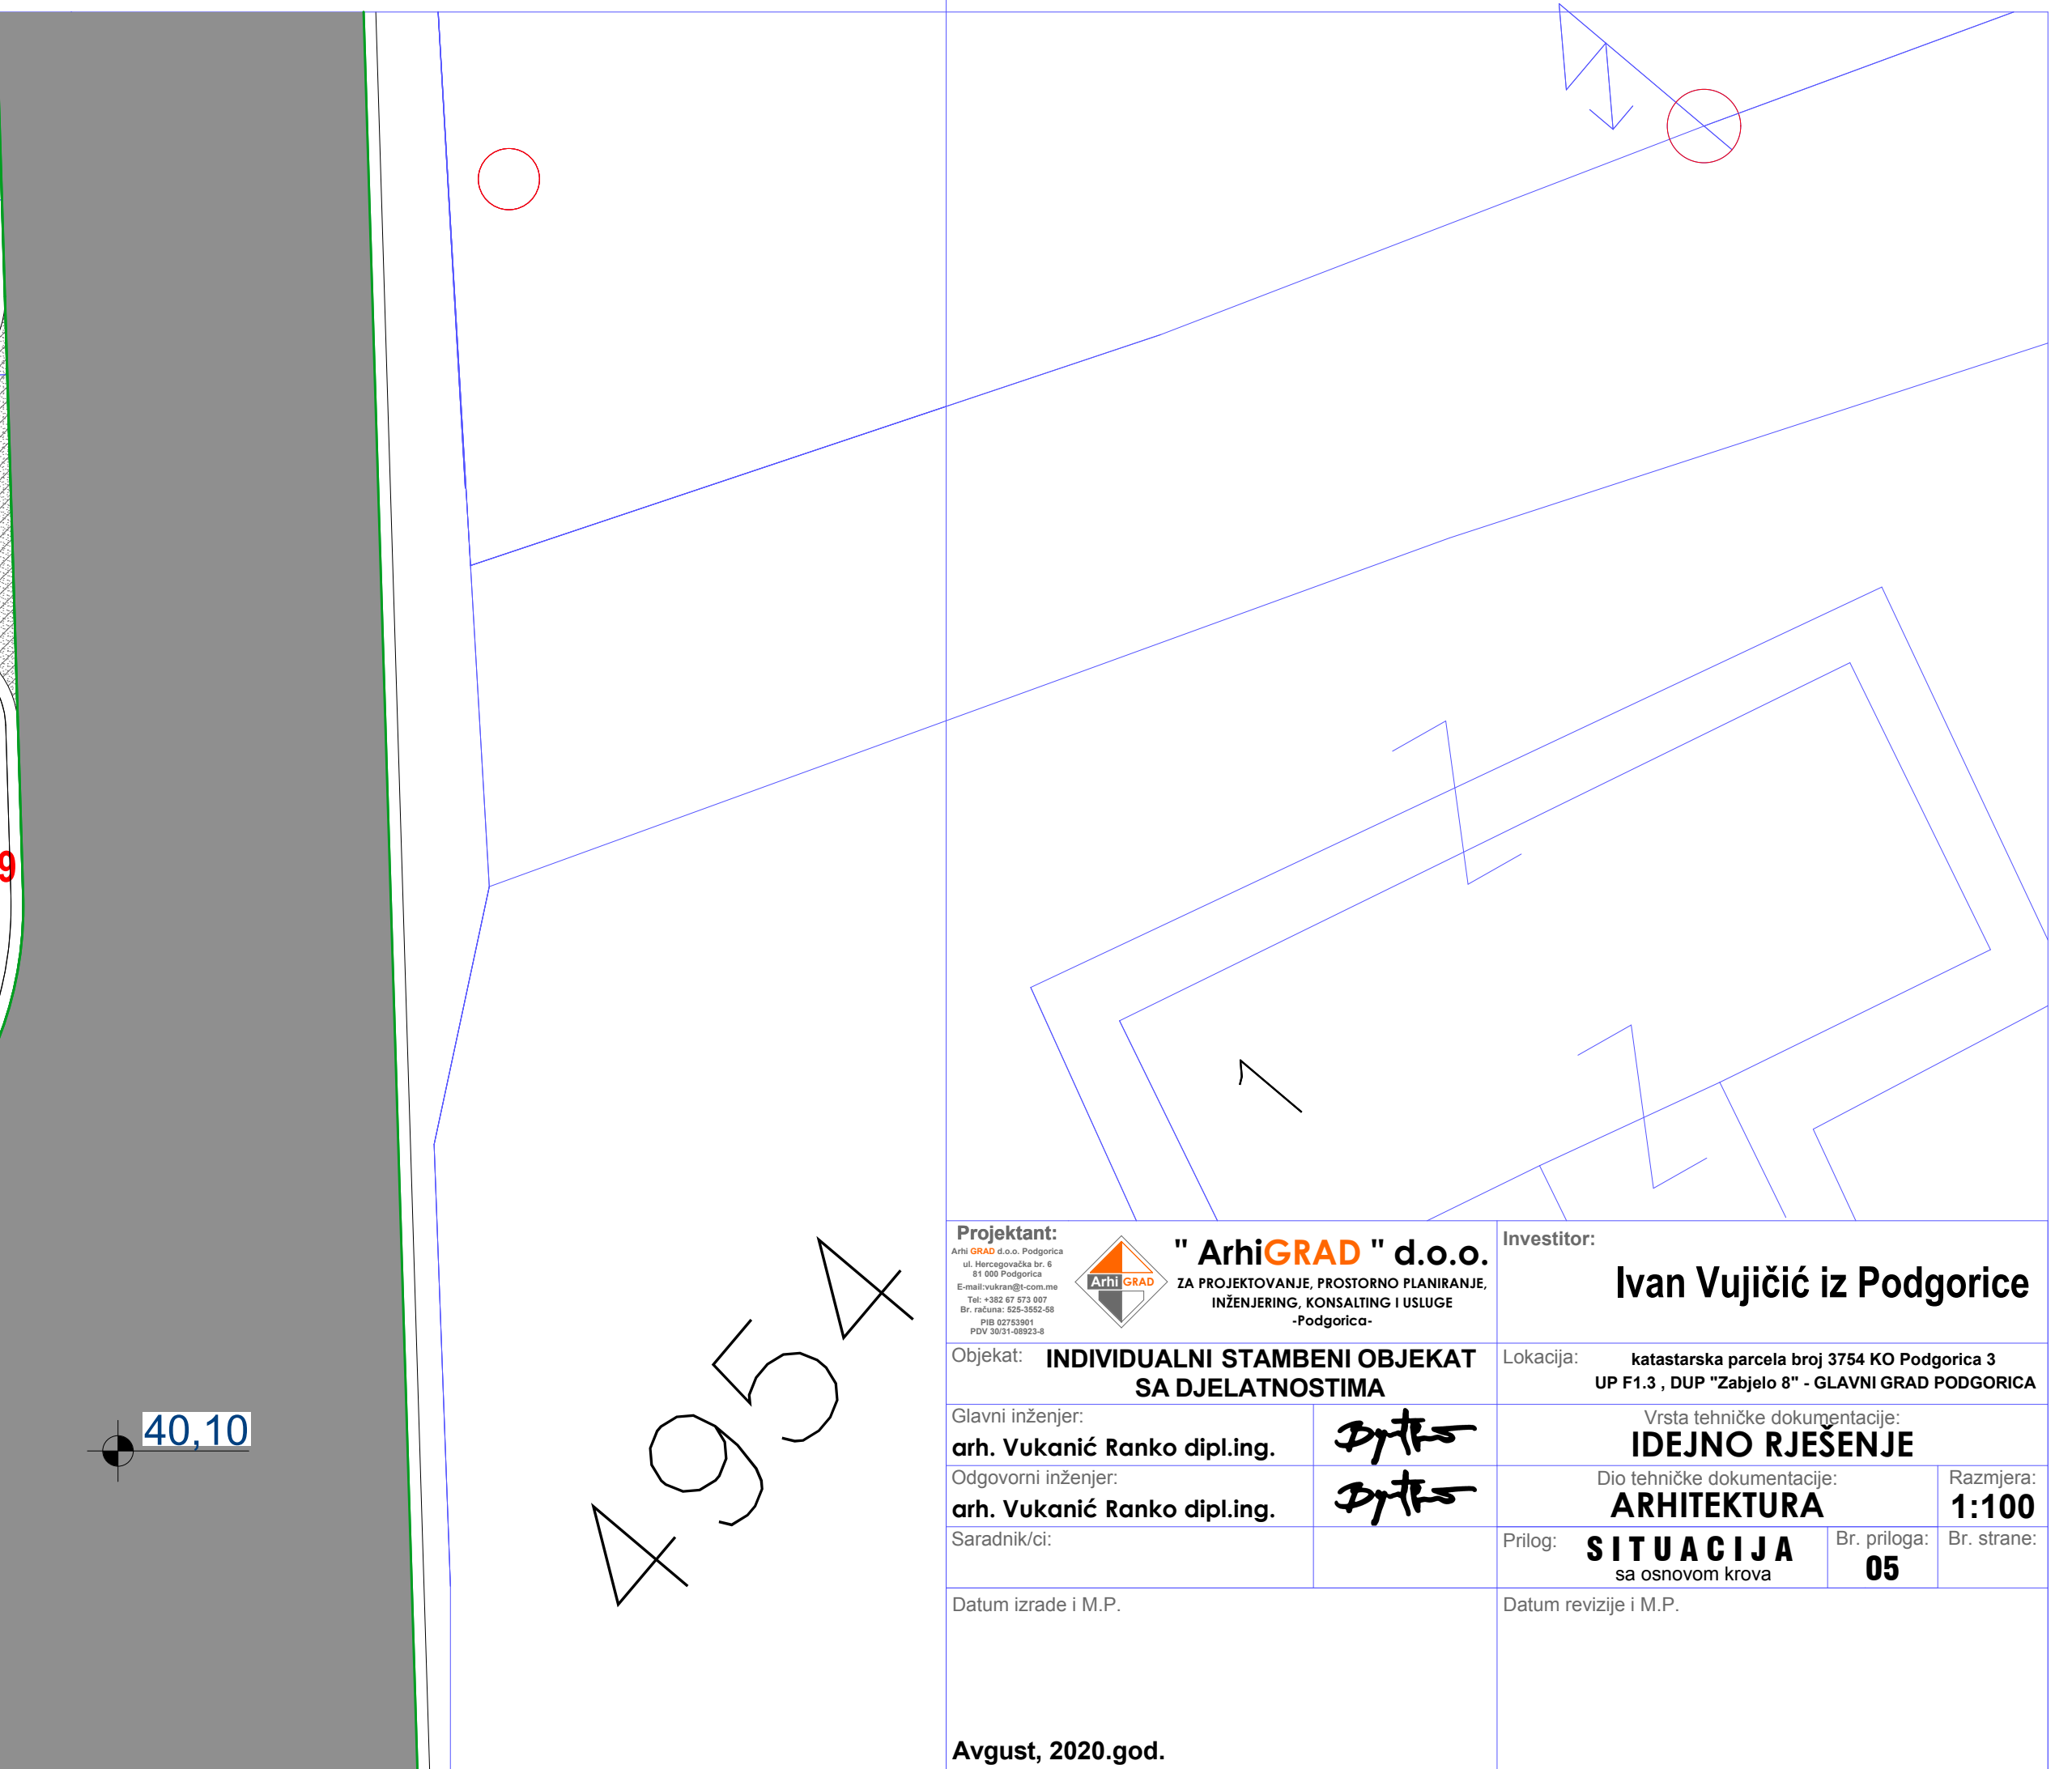 9
40,10
4954
1
Projektant:
Arhi GRAD d.o.o. Podgorica
ul. Hercegovačka br. 6
81 000 Podgorica
E-mail:vukran@t-com.me
Tel: +382 67 573 007
Br. računa: 525-3552-58
PIB 02753901
PDV 30/31-08923-8
Arhi GRAD
" ArhiGRAD " d.o.o.
ZA PROJEKTOVANJE, PROSTORNO PLANIRANJE,
INŽENJERING, KONSALTING I USLUGE
-Podgorica-
Investitor:
Ivan Vujičić iz Podgorice
Objekat: INDIVIDUALNI STAMBENI OBJEKAT
SA DJELATNOSTIMA
Lokacija: katastarska parcela broj 3754 KO Podgorica 3
UP F1.3 , DUP "Zabjelo 8" - GLAVNI GRAD PODGORICA
Glavni inženjer:
arh. Vukanić Ranko dipl.ing.
Vrsta tehničke dokumentacije:
IDEJNO RJEŠENJE
Odgovorni inženjer:
arh. Vukanić Ranko dipl.ing.
Dio tehničke dokumentacije:
ARHITEKTURA
Razmjera:
1:100
Saradnik/ci:
Prilog: SITUACIJA
sa osnovom krova
Br. priloga:
05
Br. strane:
Datum izrade i M.P.
Avgust, 2020.god.
Datum revizije i M.P.